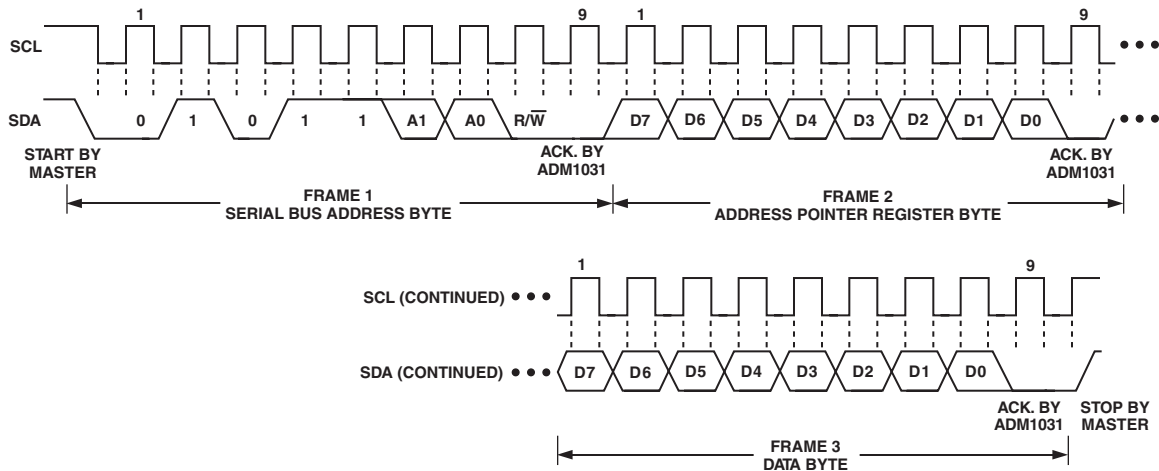 1 9 1 9
SCL
SDA 0 1 0 1 1 A1 A0 R/W̅ D7 D6 D5 D4 D3 D2 D1 D0
START BY
MASTER
ACK. BY
ADM1031
ACK. BY
ADM1031
FRAME 1
SERIAL BUS ADDRESS BYTE
FRAME 2
ADDRESS POINTER REGISTER BYTE
1 9
SCL (CONTINUED)
SDA (CONTINUED) D7 D6 D5 D4 D3 D2 D1 D0
ACK. BY
ADM1031
STOP BY
MASTER
FRAME 3
DATA BYTE